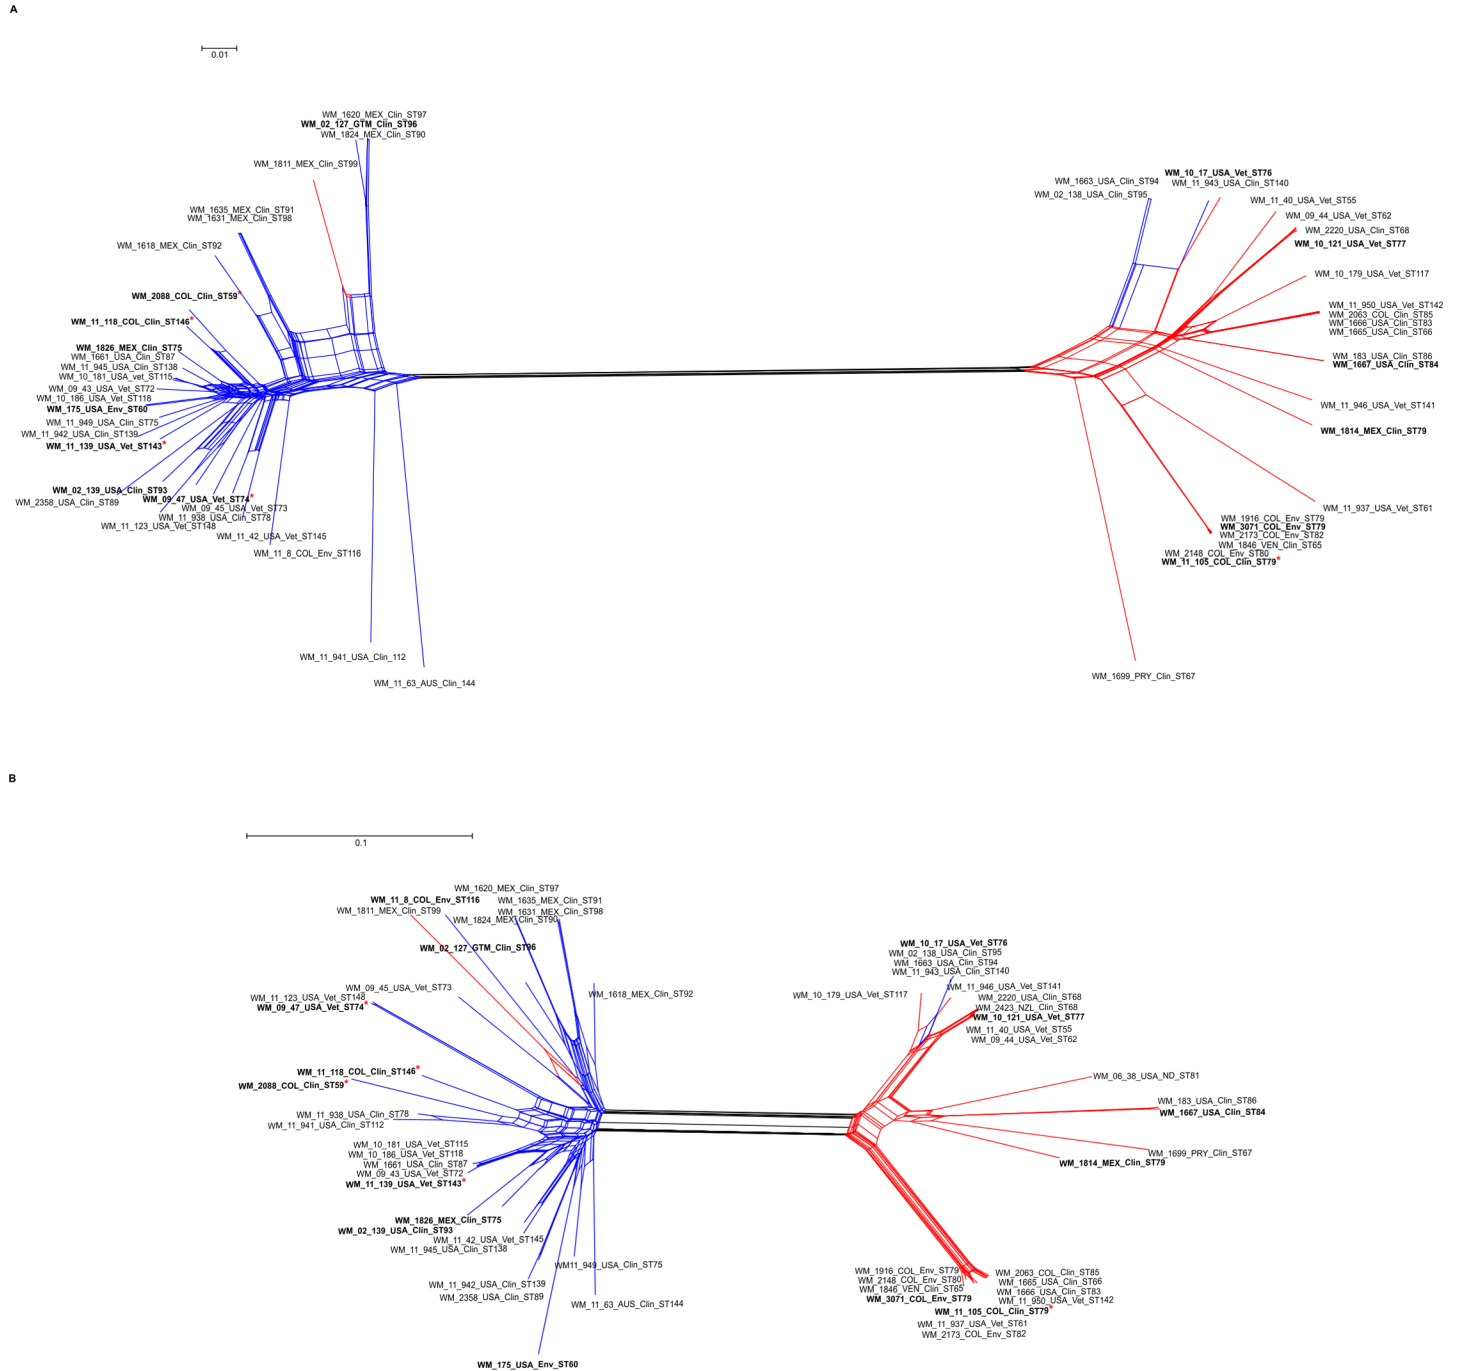 A
0.01
WM_1620_MEX_Clin_ST97
WM_02_127_GTM_Clin_ST96
WM_1824_MEX_Clin_ST90
WM_1811_MEX_Clin_ST99
WM_1635_MEX_Clin_ST91
WM_1631_MEX_Clin_ST98
WM_1618_MEX_Clin_ST92
WM_2088_COL_Clin_ST59*
WM_11_118_COL_Clin_ST146*
WM_1826_MEX_Clin_ST75
WM_1661_USA_Clin_ST87
WM_11_945_USA_Clin_ST138
WM_10_181_USA_vet_ST115
WM_09_43_USA_Vet_ST72
WM_10_186_USA_Vet_ST118
WM_175_USA_Env_ST60
WM_11_949_USA_Clin_ST75
WM_11_942_USA_Clin_ST139
WM_11_139_USA_Vet_ST143*
WM_02_139_USA_Clin_ST93
WM_2358_USA_Clin_ST89
WM_09_47_USA_Vet_ST74*
WM_09_45_USA_Vet_ST73
WM_11_938_USA_Clin_ST78
WM_11_123_USA_Vet_ST148
WM_11_42_USA_Vet_ST145
WM_11_8_COL_Env_ST116
WM_11_941_USA_Clin_112
WM_11_63_AUS_Clin_144
WM_10_17_USA_Vet_ST76
WM_1663_USA_Clin_ST94
WM_11_943_USA_Clin_ST140
WM_02_138_USA_Clin_ST95
WM_11_40_USA_Vet_ST55
WM_09_44_USA_Vet_ST62
WM_2220_USA_Clin_ST68
WM_10_121_USA_Vet_ST77
WM_10_179_USA_Vet_ST117
WM_11_950_USA_Vet_ST142
WM_2063_COL_Clin_ST85
WM_1666_USA_Clin_ST83
WM_1665_USA_Clin_ST66
WM_183_USA_Clin_ST86
WM_1667_USA_Clin_ST84
WM_11_946_USA_Vet_ST141
WM_1814_MEX_Clin_ST79
WM_11_937_USA_Vet_ST61
WM_1916_COL_Env_ST79
WM_3071_COL_Env_ST79
WM_2173_COL_Env_ST82
WM_1846_VEN_Clin_ST65
WM_2148_COL_Env_ST80
WM_11_105_COL_Clin_ST79*
WM_1699_PRY_Clin_ST67
B
0.1
WM_1620_MEX_Clin_ST97
WM_11_8_COL_Env_ST116
WM_1635_MEX_Clin_ST91
WM_1811_MEX_Clin_ST99
WM_1631_MEX_Clin_ST98
WM_1824_MEX_Clin_ST90
WM_02_127_GTM_Clin_ST96
WM_09_45_USA_Vet_ST73
WM_1618_MEX_Clin_ST92
WM_11_123_USA_Vet_ST148
WM_09_47_USA_Vet_ST74*
WM_11_118_COL_Clin_ST146*
WM_2088_COL_Clin_ST59*
WM_11_938_USA_Clin_ST78
WM_11_941_USA_Clin_ST112
WM_10_181_USA_Vet_ST115
WM_10_186_USA_Vet_ST118
WM_1661_USA_Clin_ST87
WM_09_43_USA_Vet_ST72
WM_11_139_USA_Vet_ST143*
WM_1826_MEX_Clin_ST75
WM_02_139_USA_Clin_ST93
WM_11_42_USA_Vet_ST145
WM_11_945_USA_Clin_ST138
WM11_949_USA_Clin_ST75
WM_11_942_USA_Clin_ST139
WM_2358_USA_Clin_ST89
WM_11_63_AUS_Clin_ST144
WM_175_USA_Env_ST60
WM_10_17_USA_Vet_ST76
WM_02_138_USA_Clin_ST95
WM_1663_USA_Clin_ST94
WM_11_943_USA_Clin_ST140
WM_10_179_USA_Vet_ST117
WM_11_946_USA_Vet_ST141
WM_2220_USA_Clin_ST68
WM_2423_NZL_Clin_ST68
WM_10_121_USA_Vet_ST77
WM_11_40_USA_Vet_ST55
WM_09_44_USA_Vet_ST62
WM_06_38_USA_ND_ST81
WM_183_USA_Clin_ST86
WM_1667_USA_Clin_ST84
WM_1699_PRY_Clin_ST67
WM_1814_MEX_Clin_ST79
WM_1916_COL_Env_ST79
WM_2148_COL_Env_ST80
WM_1846_VEN_Clin_ST65
WM_3071_COL_Env_ST79
WM_2063_COL_Clin_ST85
WM_1665_USA_Clin_ST66
WM_1666_USA_Clin_ST83
WM_11_950_USA_Vet_ST142
WM_11_105_COL_Clin_ST79*
WM_11_937_USA_Vet_ST61
WM_2173_COL_Env_ST82